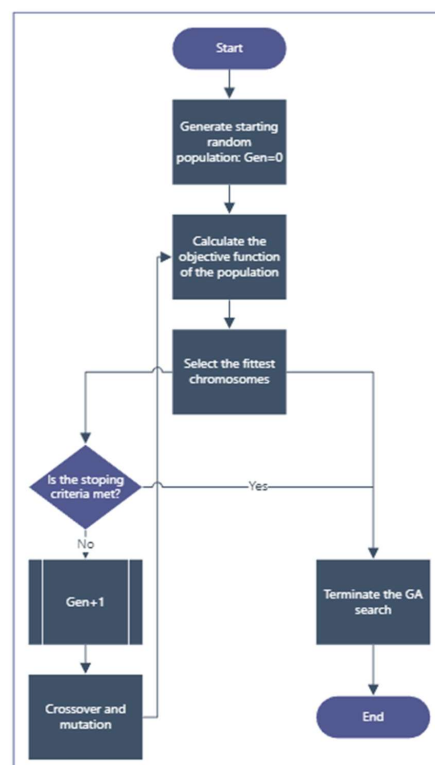 Start
Generate starting
random
population: Gen=0
Calculate the
objective function
of the population
Select the fittest
chromosomes
Is the stoping
criteria met?
Yes
No
Gen+1
Terminate the GA
search
Crossover and
mutation
End